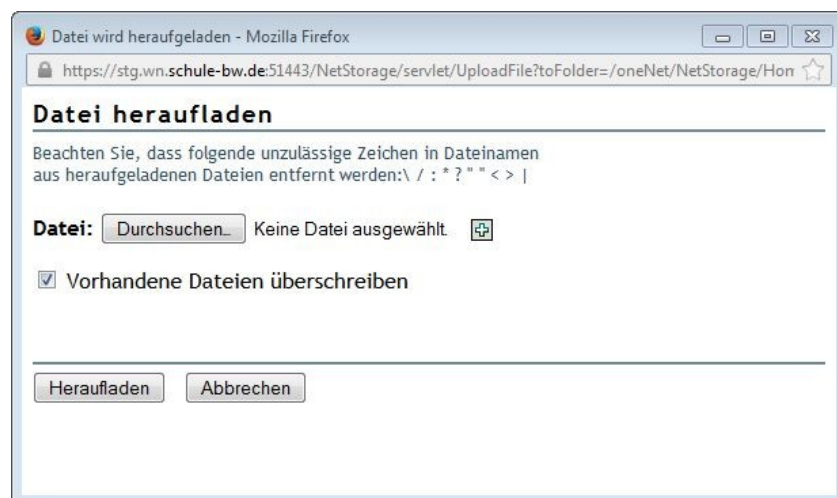 Datei wird heraufgeladen - Mozilla Firefox
https://stg.wn.schule-bw.de:51443/NetStorage/servlet/UploadFile?toFolder=/oneNet/NetStorage/Hon
Datei heraufladen
Beachten Sie, dass folgende unzulässige Zeichen in Dateinamen
aus heraufgeladenen Dateien entfernt werden:\ / : * ? " " < > |
Datei: Durchsuchen... Keine Datei ausgewählt.
Vorhandene Dateien überschreiben
Heraufladen Abbrechen